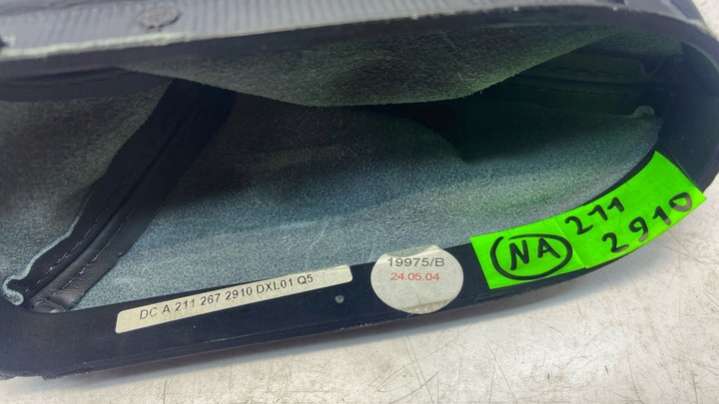 DC A 211 267 2910 DXL01 Q5
19975/B
24.05.04
NA
211
2910